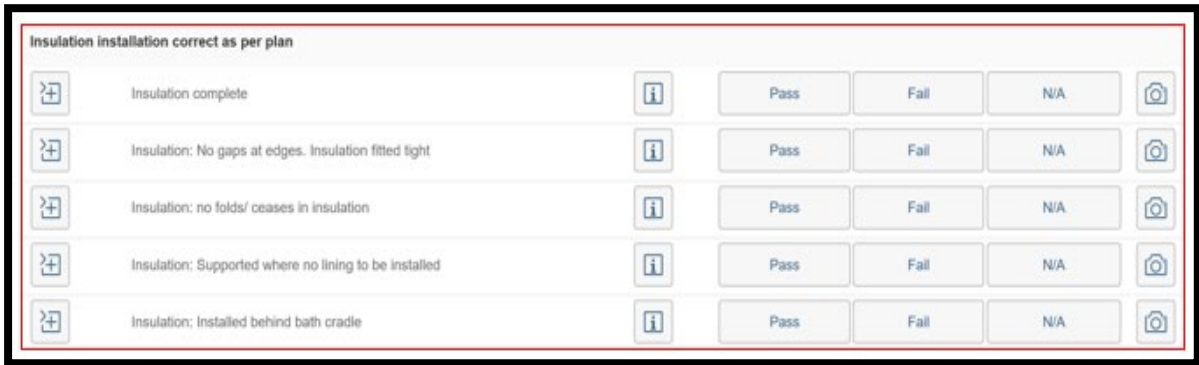 Insulation installation correct as per plan
Insulation complete Pass Fail N/A
Insulation: No gaps at edges. Insulation fitted tight Pass Fail N/A
Insulation: no folds/ ceases in insulation Pass Fail N/A
Insulation: Supported where no lining to be installed Pass Fail N/A
Insulation: Installed behind bath cradle Pass Fail N/A